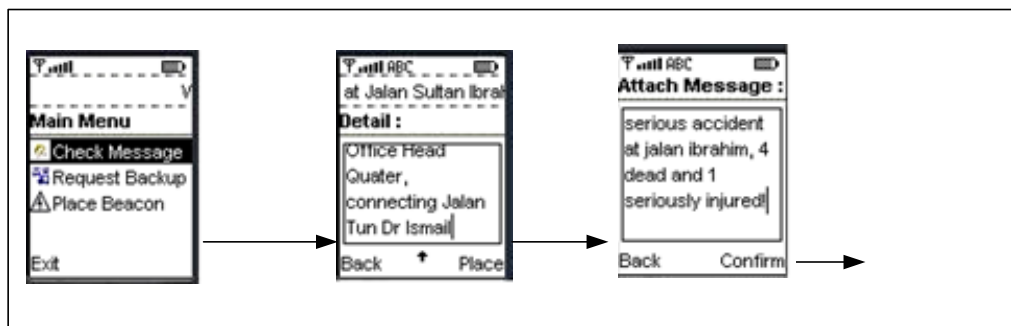 V
Main Menu
Check Message
Request Backup
Place Beacon
Exit
ABC
at Jalan Sultan Ibrah
Detail :
Office Head
Quater,
connecting Jalan
Tun Dr Ismail
Back Place
ABC
Attach Message :
serious accident
at jalan ibrahim, 4
dead and 1
seriously injured!
Back Confirm